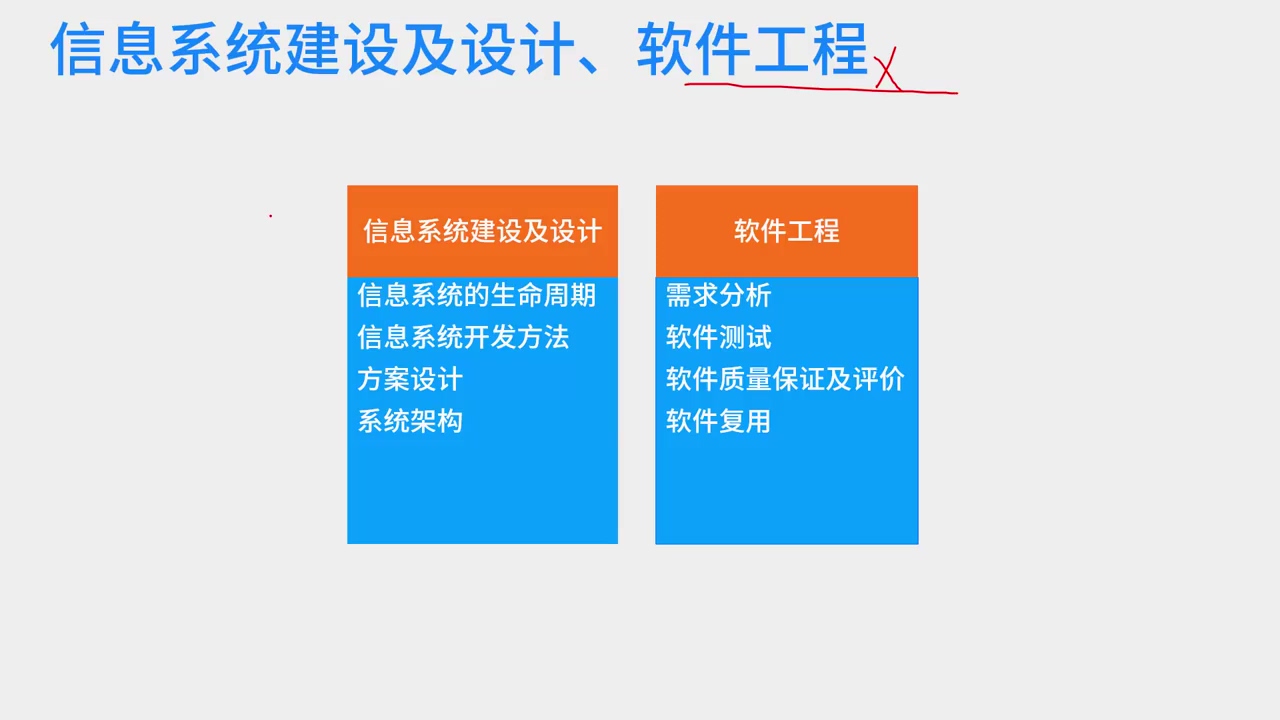 信息系统建设及设计、软件工程
信息系统建设及设计
信息系统的生命周期
信息系统开发方法
方案设计
系统架构
软件工程
需求分析
软件测试
软件质量保证及评价
软件复用